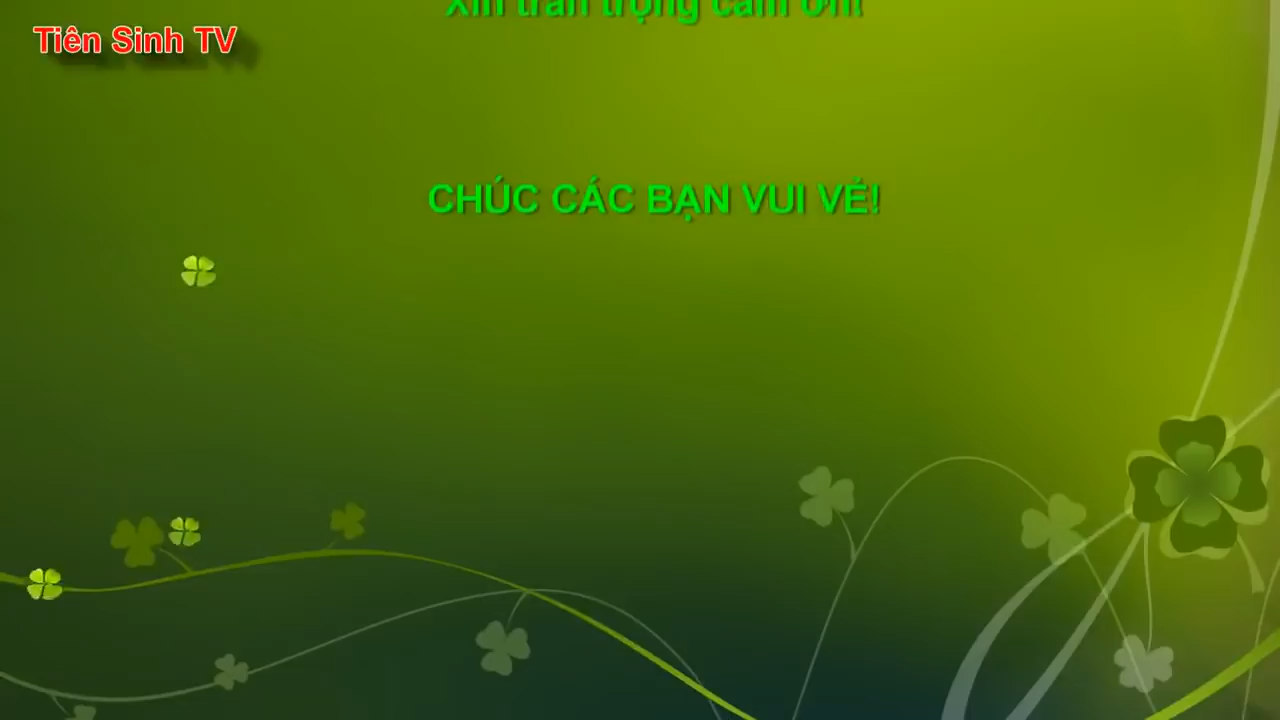 Xin trân trọng cảm ơn!
Tiên Sinh TV
CHÚC CÁC BẠN VUI VẺ!